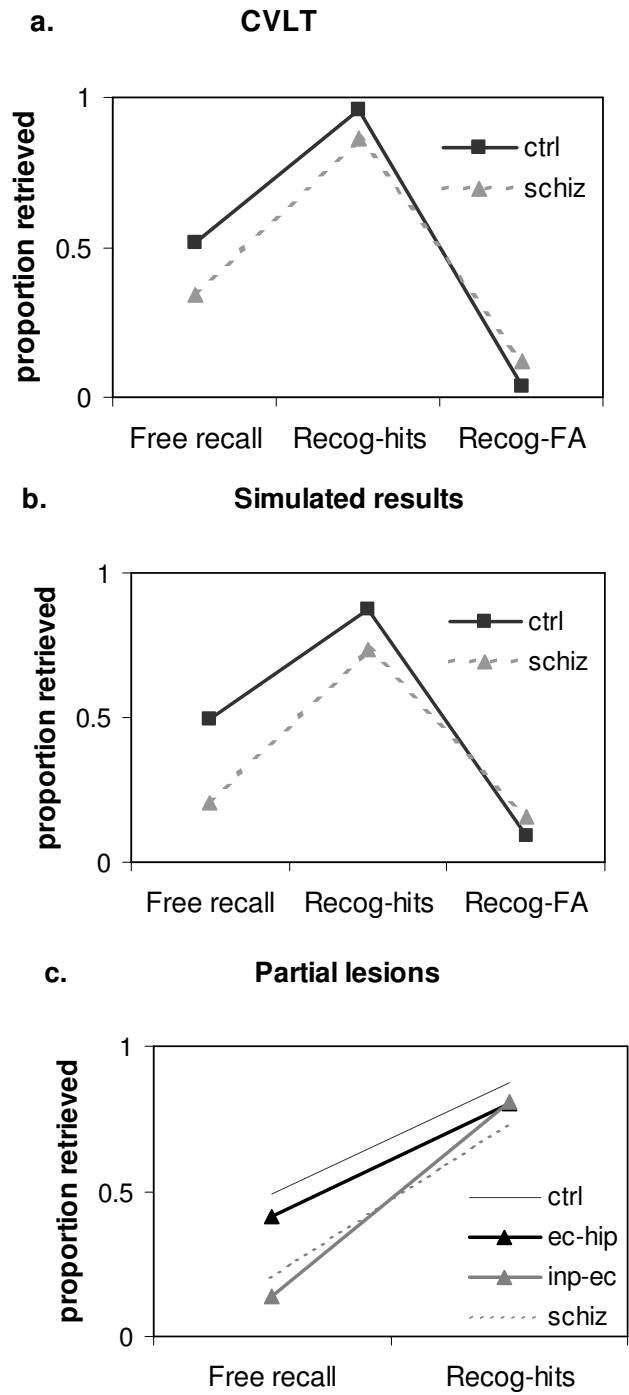 a. CVLT
proportion retrieved
1
0.5
0
ctrl
schiz
Free recall Recog-hits Recog-FA
b. Simulated results
proportion retrieved
1
0.5
0
ctrl
schiz
Free recall Recog-hits Recog-FA
c. Partial lesions
proportion retrieved
1
0.5
0
ctrl
ec-hip
inp-ec
schiz
Free recall Recog-hits